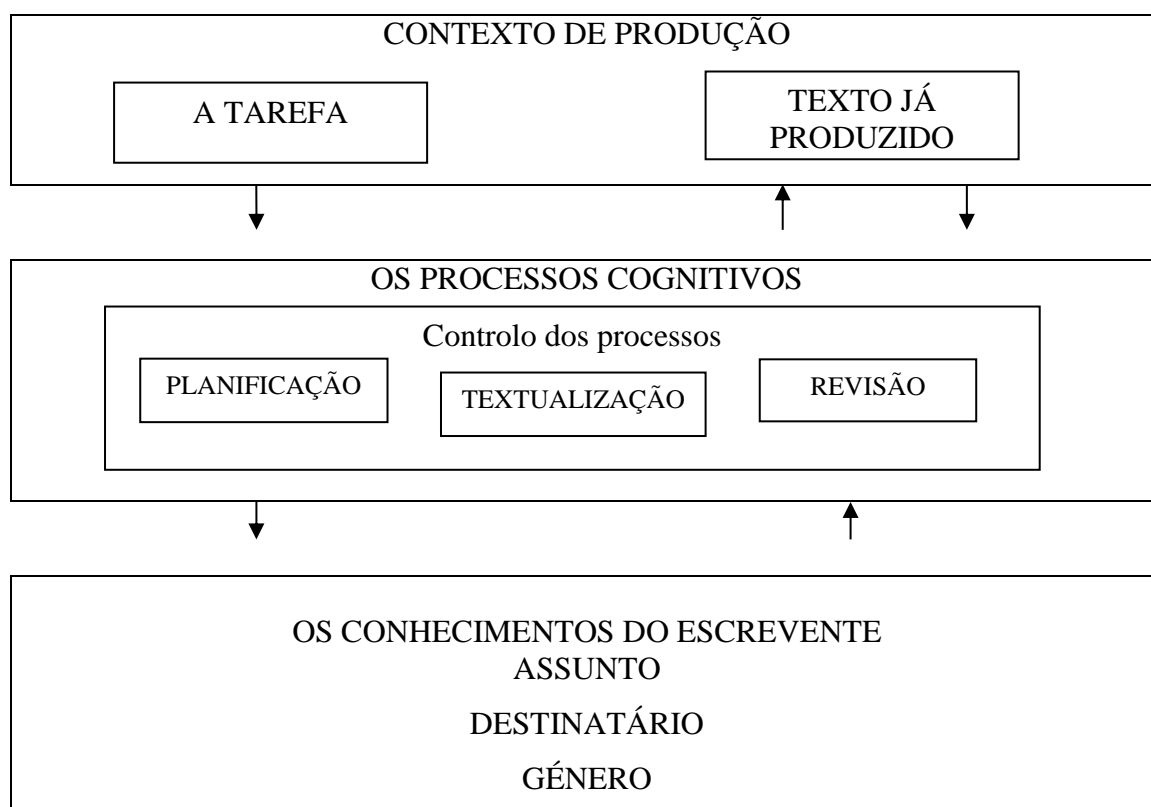 CONTEXTO DE PRODUÇÃO
A TAREFA
TEXTO JÁ
PRODUZIDO
OS PROCESSOS COGNITIVOS
Controlo dos processos
PLANIFICAÇÃO
TEXTUALIZAÇÃO
REVISÃO
OS CONHECIMENTOS DO ESCREVENTE
ASSUNTO
DESTINATÁRIO
GÉNERO